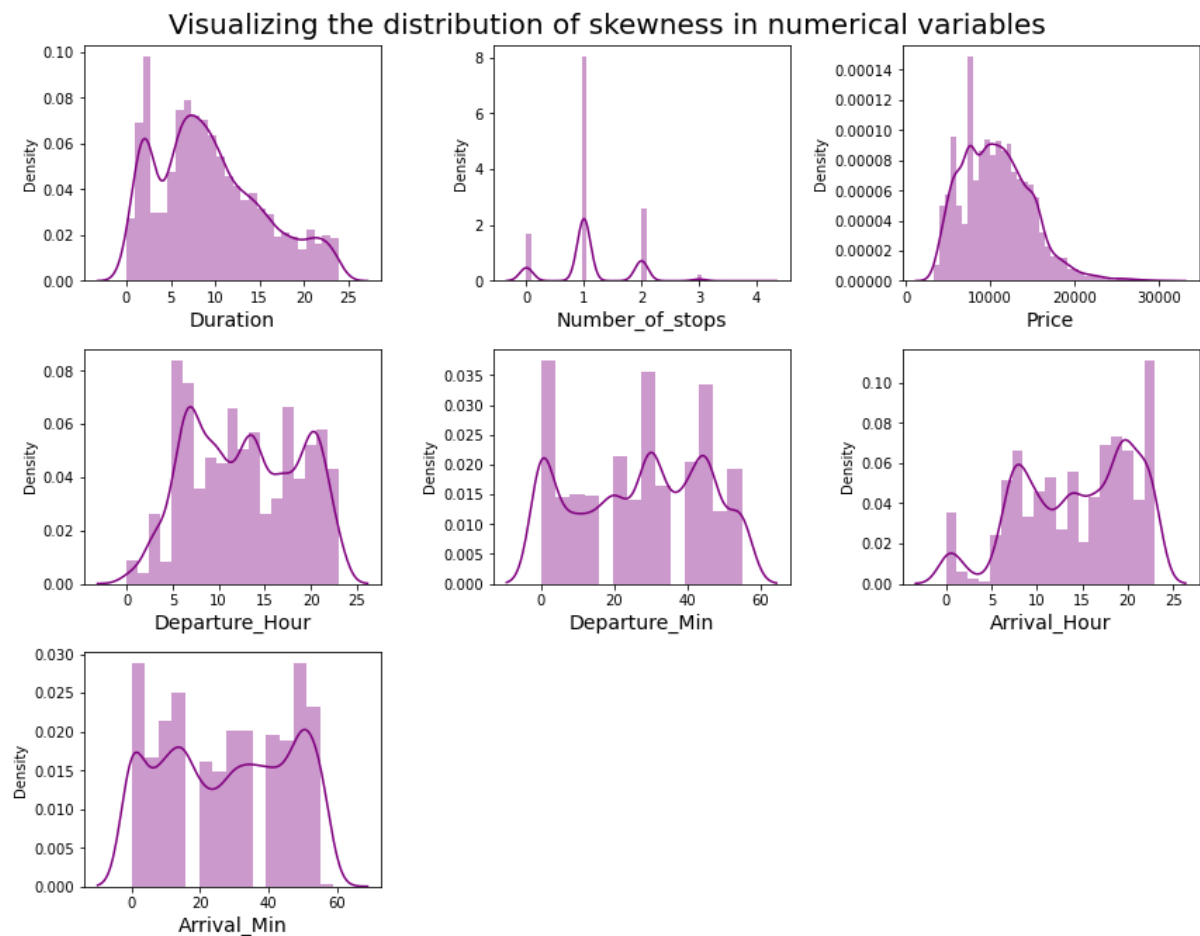 Visualizing the distribution of skewness in numerical variables
0.10
0.08
0.06
0.04
0.02
0.00
Density
0 5 10 15 20 25
Duration
8
6
4
2
0
Density
0 1 2 3 4
Number_of_stops
0.00014
0.00012
0.00010
0.00008
0.00006
0.00004
0.00002
0.00000
Density
0 10000 20000 30000
Price
0.08
0.06
0.04
0.02
0.00
Density
0 5 10 15 20 25
Departure_Hour
0.035
0.030
0.025
0.020
0.015
0.010
0.005
0.000
Density
0 20 40 60
Departure_Min
0.10
0.08
0.06
0.04
0.02
0.00
Density
0 5 10 15 20 25
Arrival_Hour
0.030
0.025
0.020
0.015
0.010
0.005
0.000
Density
0 20 40 60
Arrival_Min